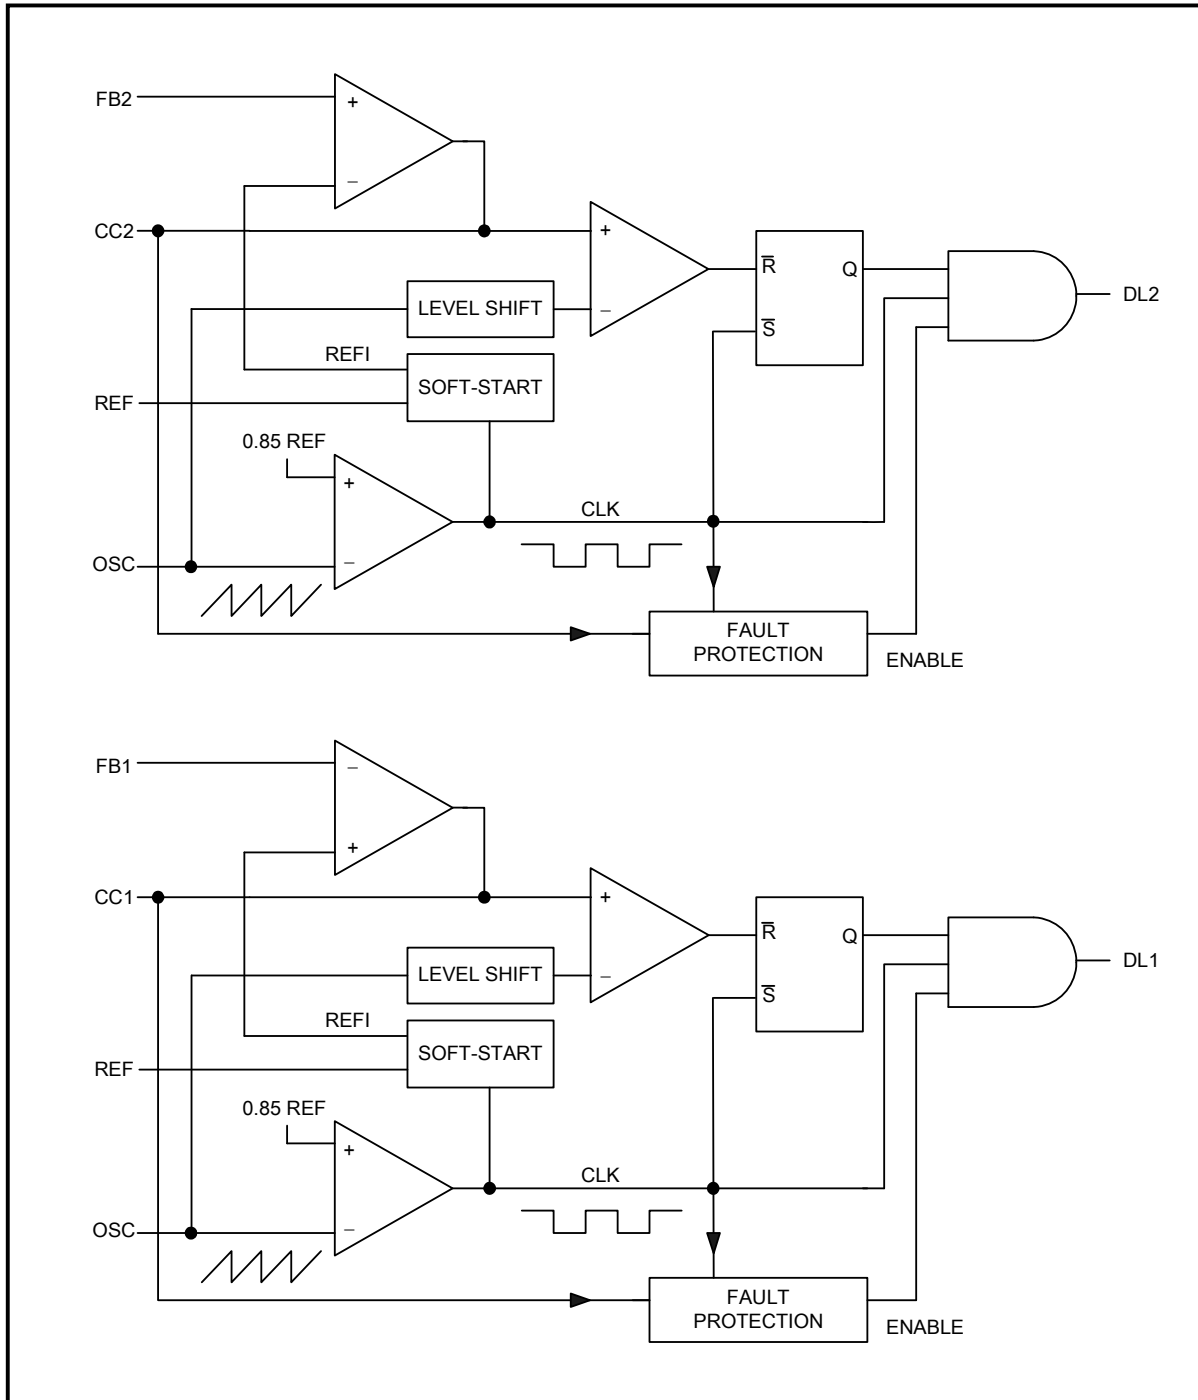 FB2
+
−
CC2
+
R̅
Q
DL2
LEVEL SHIFT
−
S̅
REFI
SOFT-START
REF
0.85 REF
+
CLK
OSC
−
FAULT
PROTECTION
ENABLE
FB1
−
+
CC1
+
R̅
Q
DL1
LEVEL SHIFT
−
S̅
REFI
SOFT-START
REF
0.85 REF
+
CLK
OSC
−
FAULT
PROTECTION
ENABLE